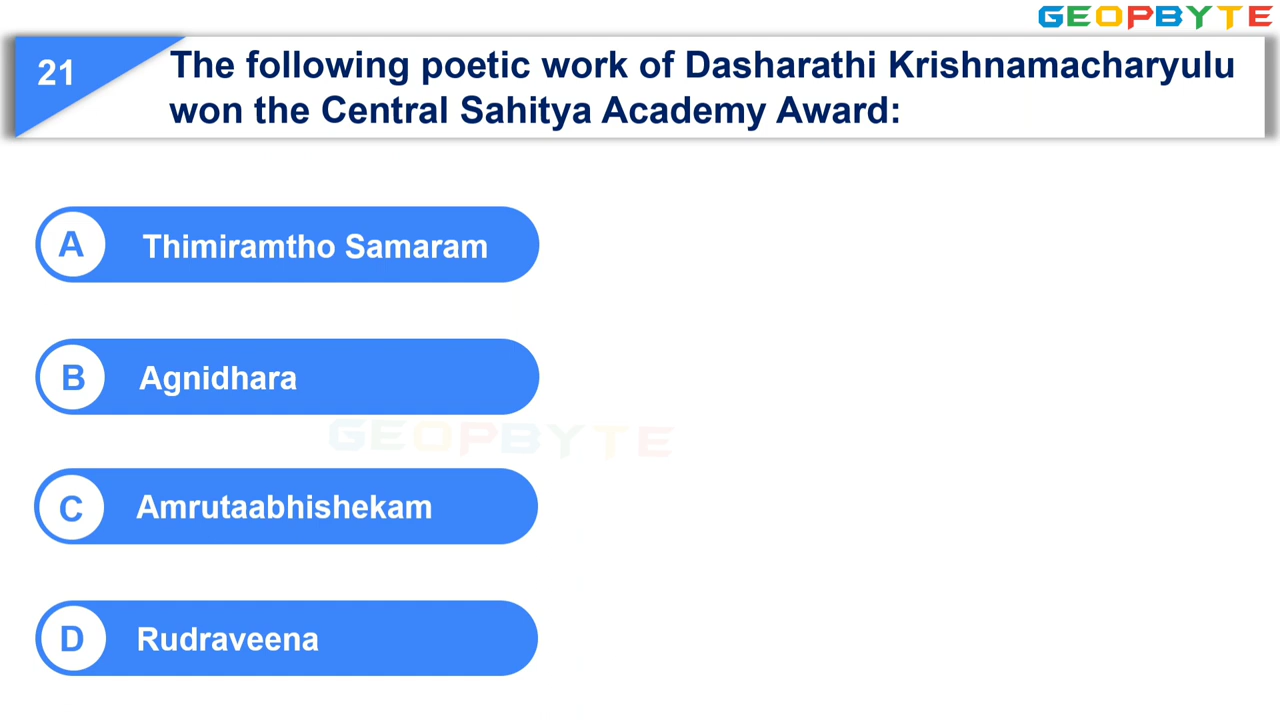 GEOPBYTE
21
The following poetic work of Dasharathi Krishnamacharyulu
won the Central Sahitya Academy Award:
A Thimiramtho Samaram
B Agnidhara
GEOPBYTE
C Amrutaabhishekam
D Rudraveena